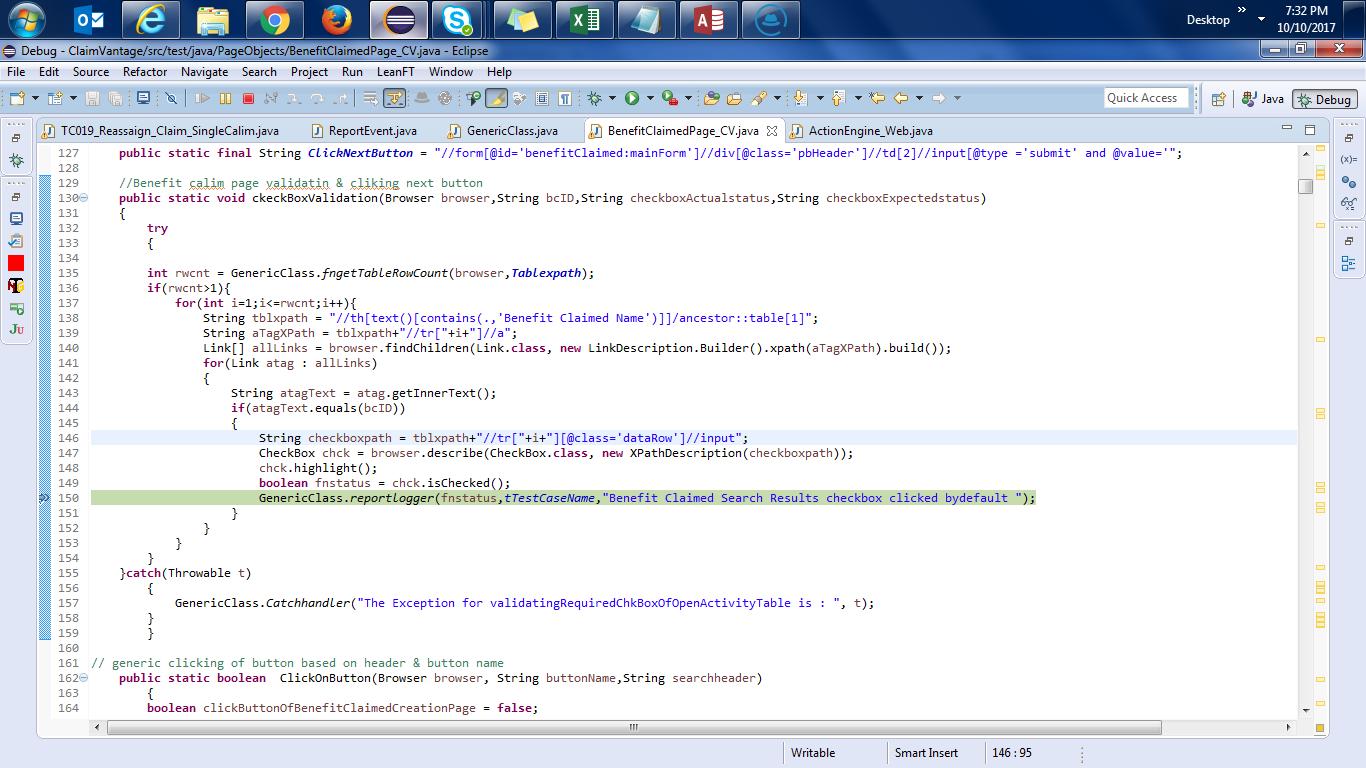 Desktop
»
7:32 PM
10/10/2017
Debug - ClaimVantage/src/test/java/PageObjects/BenefitClaimedPage_CV.java - Eclipse
File Edit Source Refactor Navigate Search Project Run LeanFT Window Help
Quick Access
Java
Debug
TC019_Reassaign_Claim_SingleCalim.java ReportEvent.java GenericClass.java BenefitClaimedPage_CV.java ActionEngine_Web.java
127 public static final String ClickNextButton = "//form[@id='benefitClaimed:mainForm']//div[@class='pbHeader']//td[2]//input[@type ='submit' and @value='";
128
129 //Benefit calim page validatin & cliking next button
130 public static void ckeckBoxValidation(Browser browser,String bcID,String checkboxActualstatus,String checkboxExpectedstatus)
131 {
132 try
133 {
134
135 int rwcnt = GenericClass.fngetTableRowCount(browser,Tablexpath);
136 if(rwcnt>1){
137 for(int i=1;i<=rwcnt;i++){
138 String tblxpath = "//th[text()[contains(.,'Benefit Claimed Name')]]/ancestor::table[1]";
139 String aTagXPath = tblxpath+"//tr["+i+"]//a";
140 Link[] allLinks = browser.findChildren(Link.class, new LinkDescription.Builder().xpath(aTagXPath).build());
141 for(Link atag : allLinks)
142 {
143 String atagText = atag.getInnerText();
144 if(atagText.equals(bcID))
145 {
146 String checkboxpath = tblxpath+"//tr["+i+"][@class='dataRow']//input";
147 CheckBox chck = browser.describe(CheckBox.class, new XPathDescription(checkboxpath));
148 chck.highlight();
149 boolean fnstatus = chck.isChecked();
150 GenericClass.reportlogger(fnstatus,tTestCaseName,"Benefit Claimed Search Results checkbox clicked bydefault ");
151 }
152 }
153 }
154 }
155 }catch(Throwable t)
156 {
157 GenericClass.Catchhandler("The Exception for validatingRequiredChkBoxOfOpenActivityTable is : ", t);
158 }
159 }
160
161 // generic clicking of button based on header & button name
162 public static boolean ClickOnButton(Browser browser, String buttonName,String searchheader)
163 {
164 boolean clickButtonOfBenefitClaimedCreationPage = false;
Writable Smart Insert 146 : 95